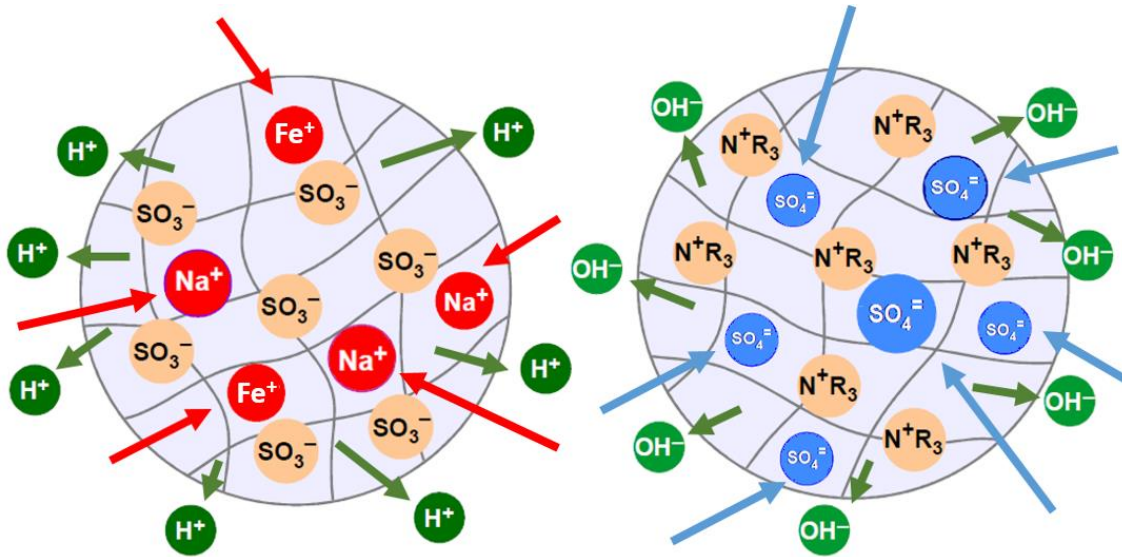 Fe⁺
H⁺
H⁺
SO₃⁻
SO₃⁻
H⁺
Na⁺
SO₃⁻
SO₃⁻
Na⁺
H⁺
SO₃⁻
Na⁺
H⁺
Fe⁺
SO₃⁻
SO₃⁻
H⁺
H⁺
OH⁻
N⁺R₃
N⁺R₃
OH⁻
SO₄⁼
SO₄⁼
N⁺R₃
N⁺R₃
N⁺R₃
OH⁻
OH⁻
SO₄⁼
SO₄⁼
SO₄⁼
N⁺R₃
OH⁻
OH⁻
N⁺R₃
SO₄⁼
OH⁻